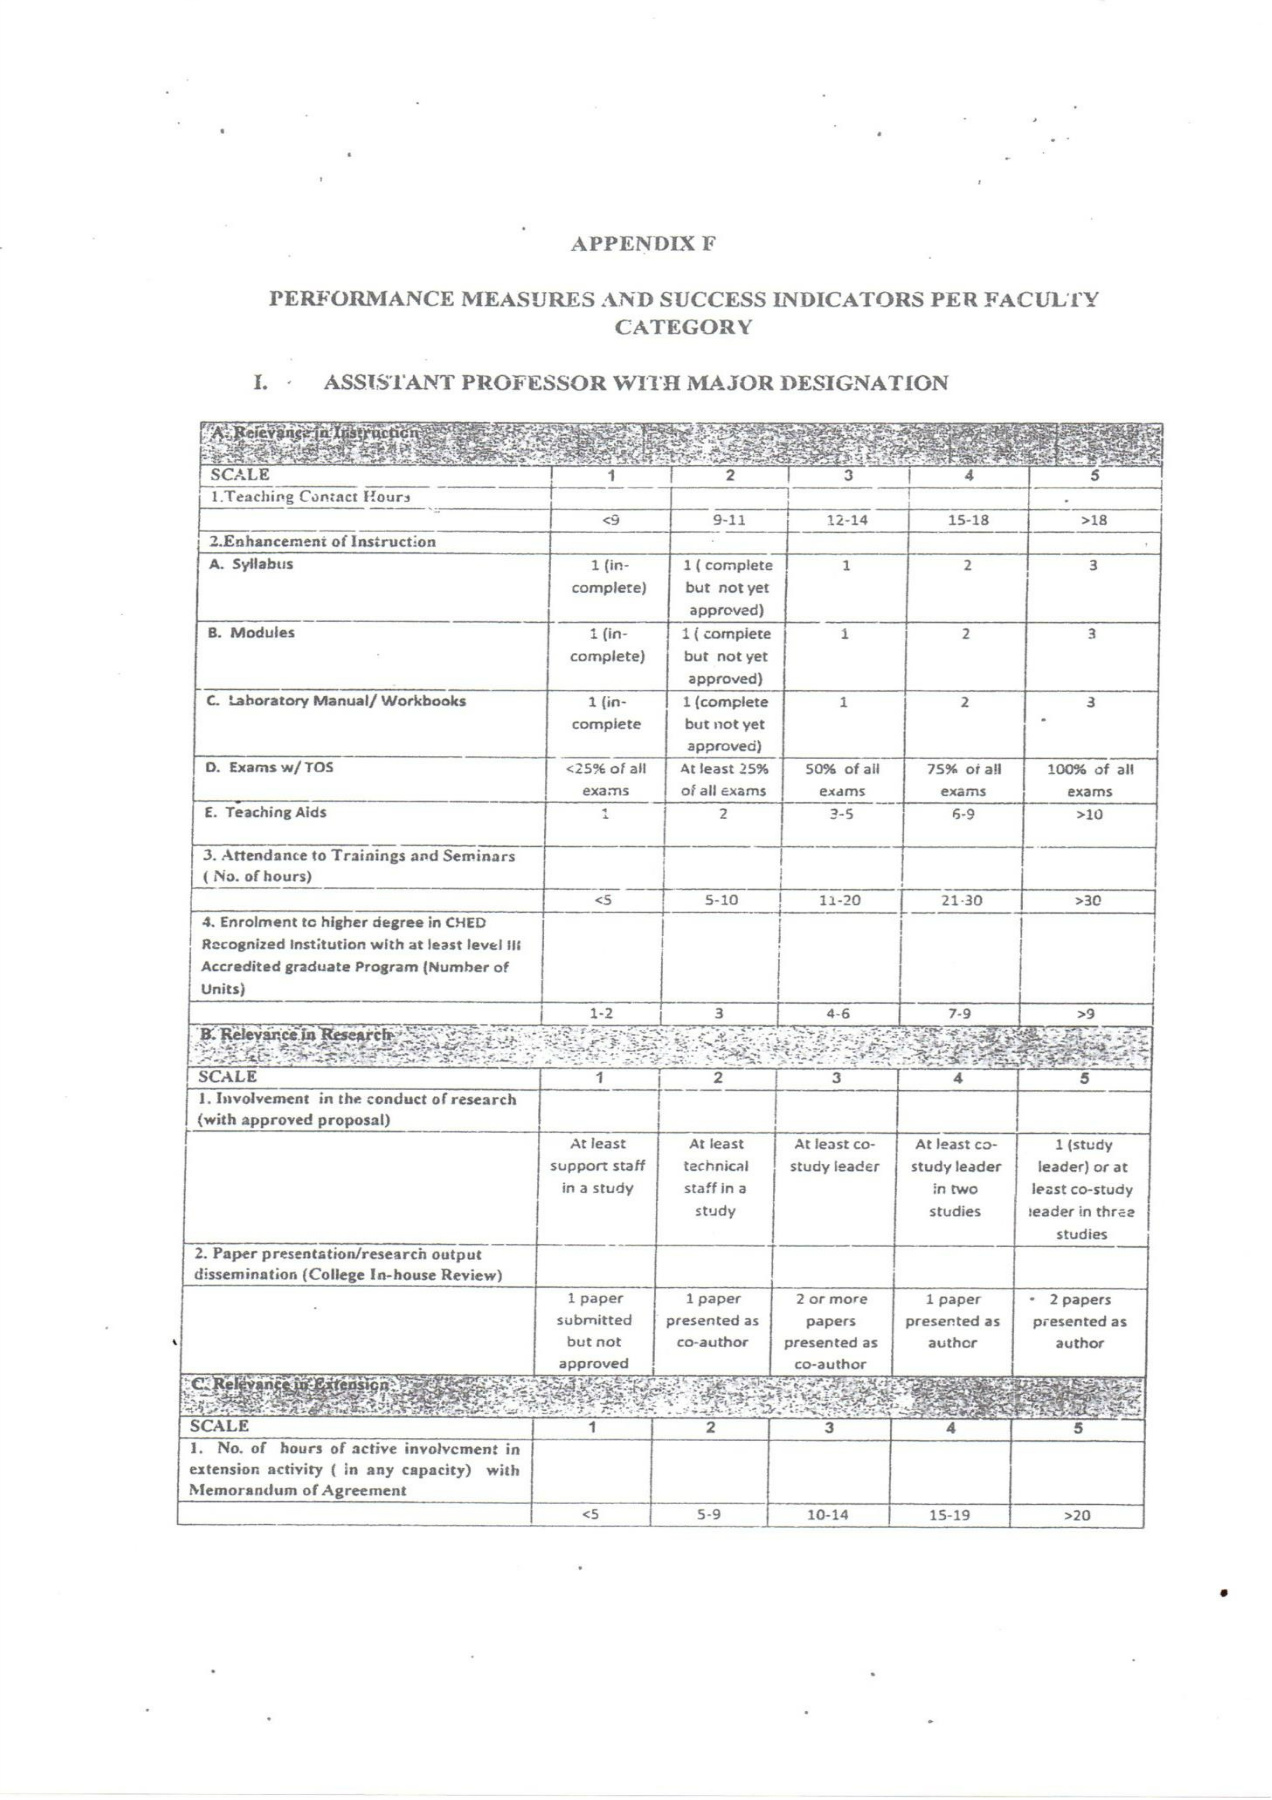 APPENDIX F
PERFORMANCE MEASURES AND SUCCESS INDICATORS PER FACULTY
CATEGORY
I. ASSISTANT PROFESSOR WITH MAJOR DESIGNATION
A. Relevance in Instruction
SCALE 1 2 3 4 5
1.Teaching Contact Hours
<9 9-11 12-14 15-18 >18
2.Enhancement of Instruction
A. Syllabus 1 (in- 1 ( complete 1 2 3
complete) but not yet
approved)
B. Modules 1 (in- 1 ( complete 1 2 3
complete) but not yet
approved)
C. Laboratory Manual/ Workbooks 1 (in- 1 (complete 1 2 3
complete but not yet
approved)
D. Exams w/ TOS <25% of all At least 25% 50% of all 75% of all 100% of all
exams of all exams exams exams exams
E. Teaching Aids 1 2 3-5 6-9 >10
3. Attendance to Trainings and Seminars
( No. of hours)
<5 5-10 11-20 21-30 >30
4. Enrolment to higher degree in CHED
Recognized Institution with at least level III
Accredited graduate Program (Number of
Units)
1-2 3 4-6 7-9 >9
B. Relevance in Research
SCALE 1 2 3 4 5
1. Involvement in the conduct of research
(with approved proposal)
At least At least At least co- At least co- 1 (study
support staff technical study leader study leader leader) or at
in a study staff in a in two least co-study
study studies leader in three
studies
2. Paper presentation/research output
dissemination (College In-house Review)
1 paper 1 paper 2 or more 1 paper 2 papers
submitted presented as papers presented as presented as
but not co-author presented as author author
approved co-author
C. Relevance in Extension
SCALE 1 2 3 4 5
1. No. of hours of active involvement in
extension activity ( in any capacity) with
Memorandum of Agreement
<5 5-9 10-14 15-19 >20